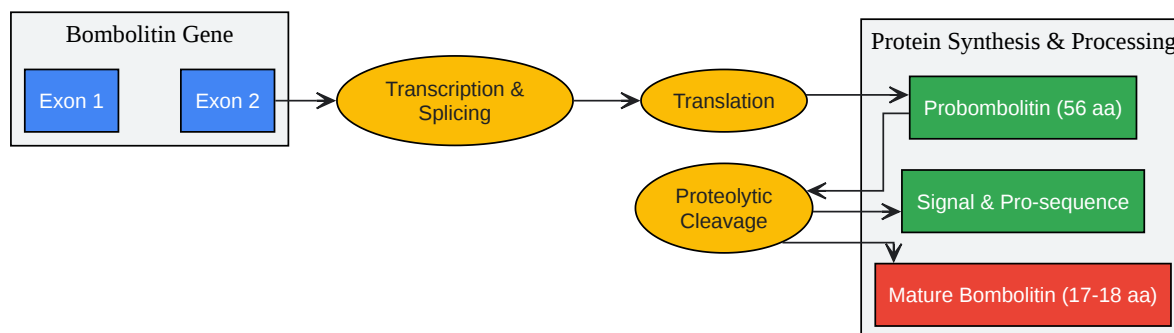 Bombolitin Gene
Exon 1
Exon 2
Transcription &
Splicing
Translation
Protein Synthesis & Processing
Probombolitin (56 aa)
Proteolytic
Cleavage
Signal & Pro-sequence
Mature Bombolitin (17-18 aa)